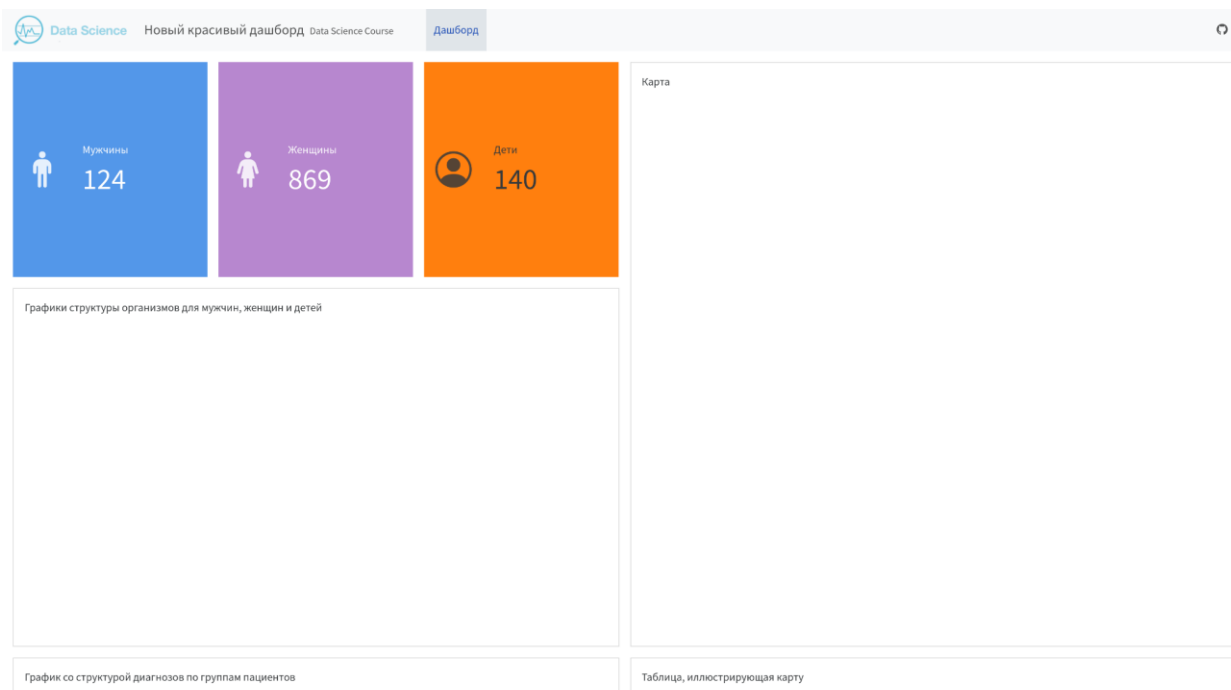 Data Science Новый красивый дашборд Data Science Course Дашборд
Мужчины
124
Женщины
869
Дети
140
Карта
Графики структуры организмов для мужчин, женщин и детей
График со структурой диагнозов по группам пациентов
Таблица, иллюстрирующая карту